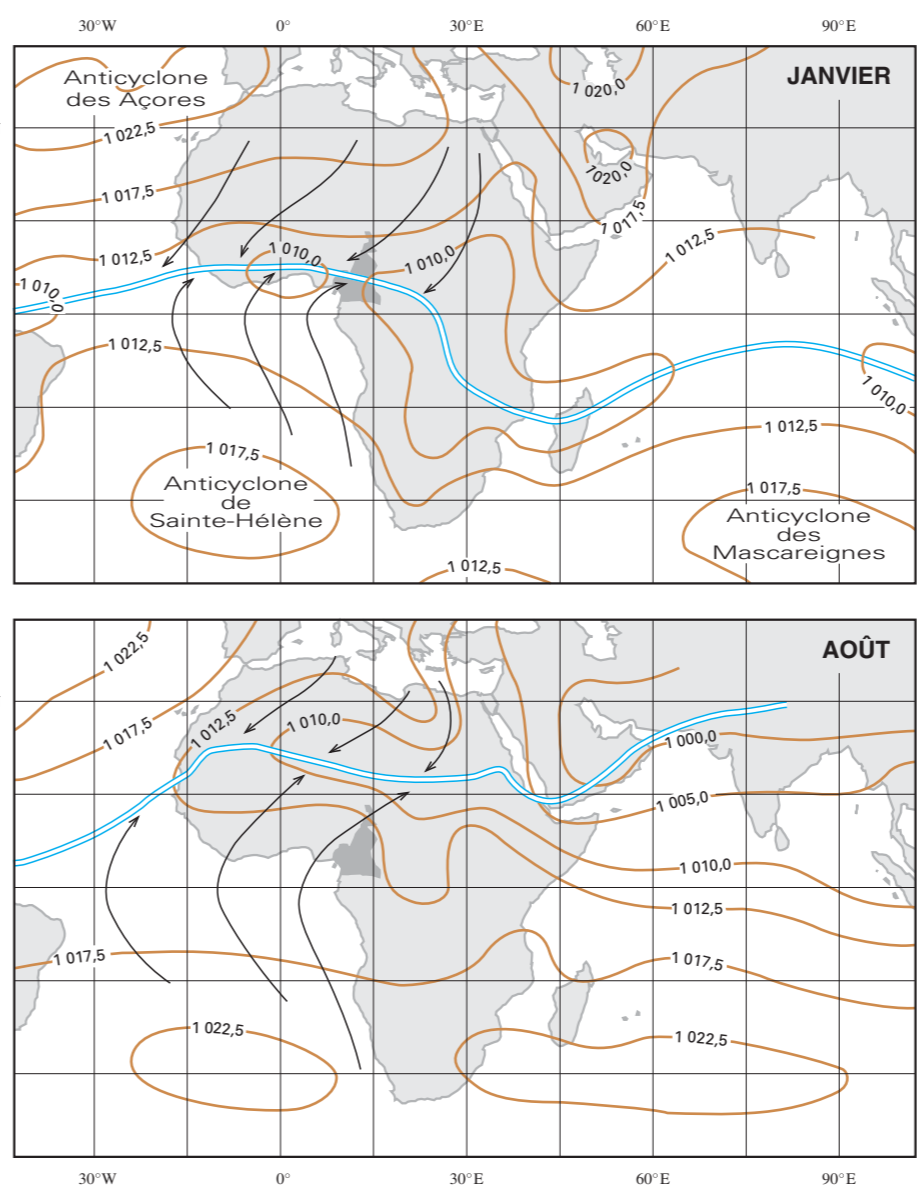 30°W 0° 30°E 60°E 90°E
JANVIER
Anticyclone
des Açores
1 020,0
1 022,5
1020,0
1 017,5
1 017,5
1 012,5
1 012,5
1 010,0
1 010,0
1 010,0
1 012,5
1 010,0
1 012,5
1 017,5
Anticyclone
de
Sainte-Hélène
1 017,5
Anticyclone
des
Mascareignes
1 012,5
AOÛT
1 022,5
1 017,5
1 012,5
1 010,0
1 000,0
1 005,0
1 010,0
1 012,5
1 017,5
1 017,5
1 022,5
1 022,5
30°W 0° 30°E 60°E 90°E